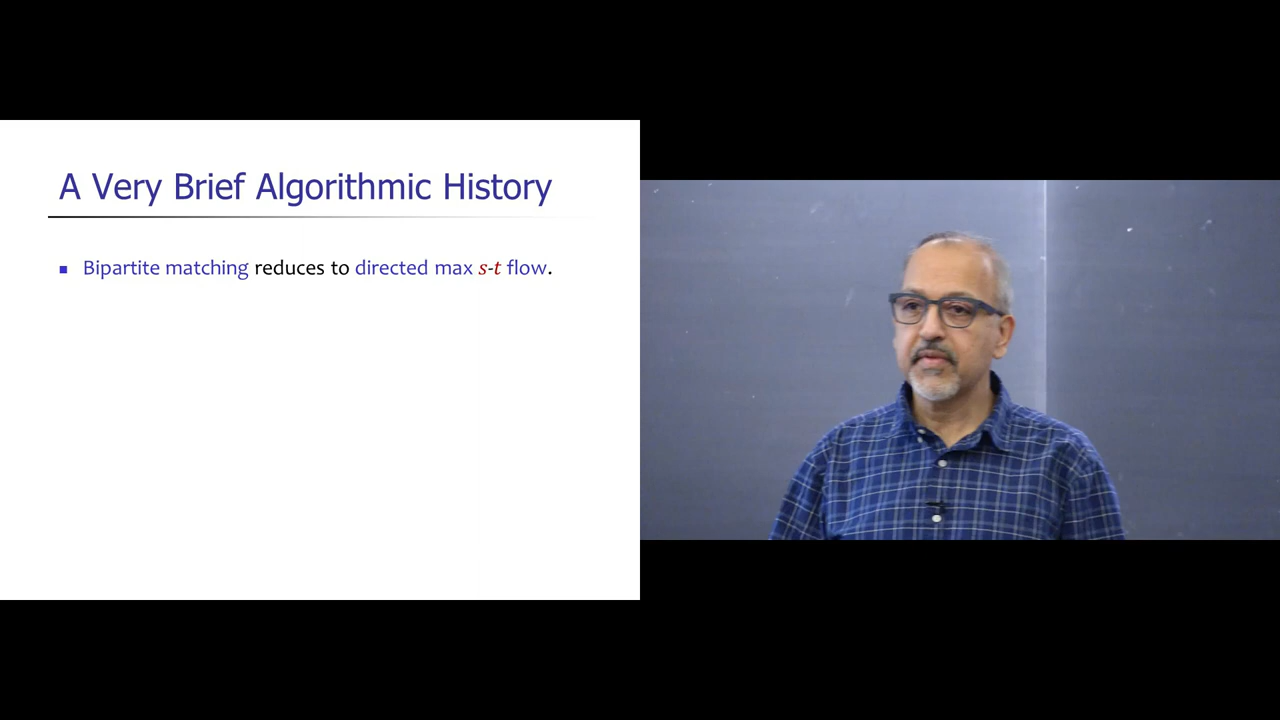 A Very Brief Algorithmic History
Bipartite matching reduces to directed max s-t flow.